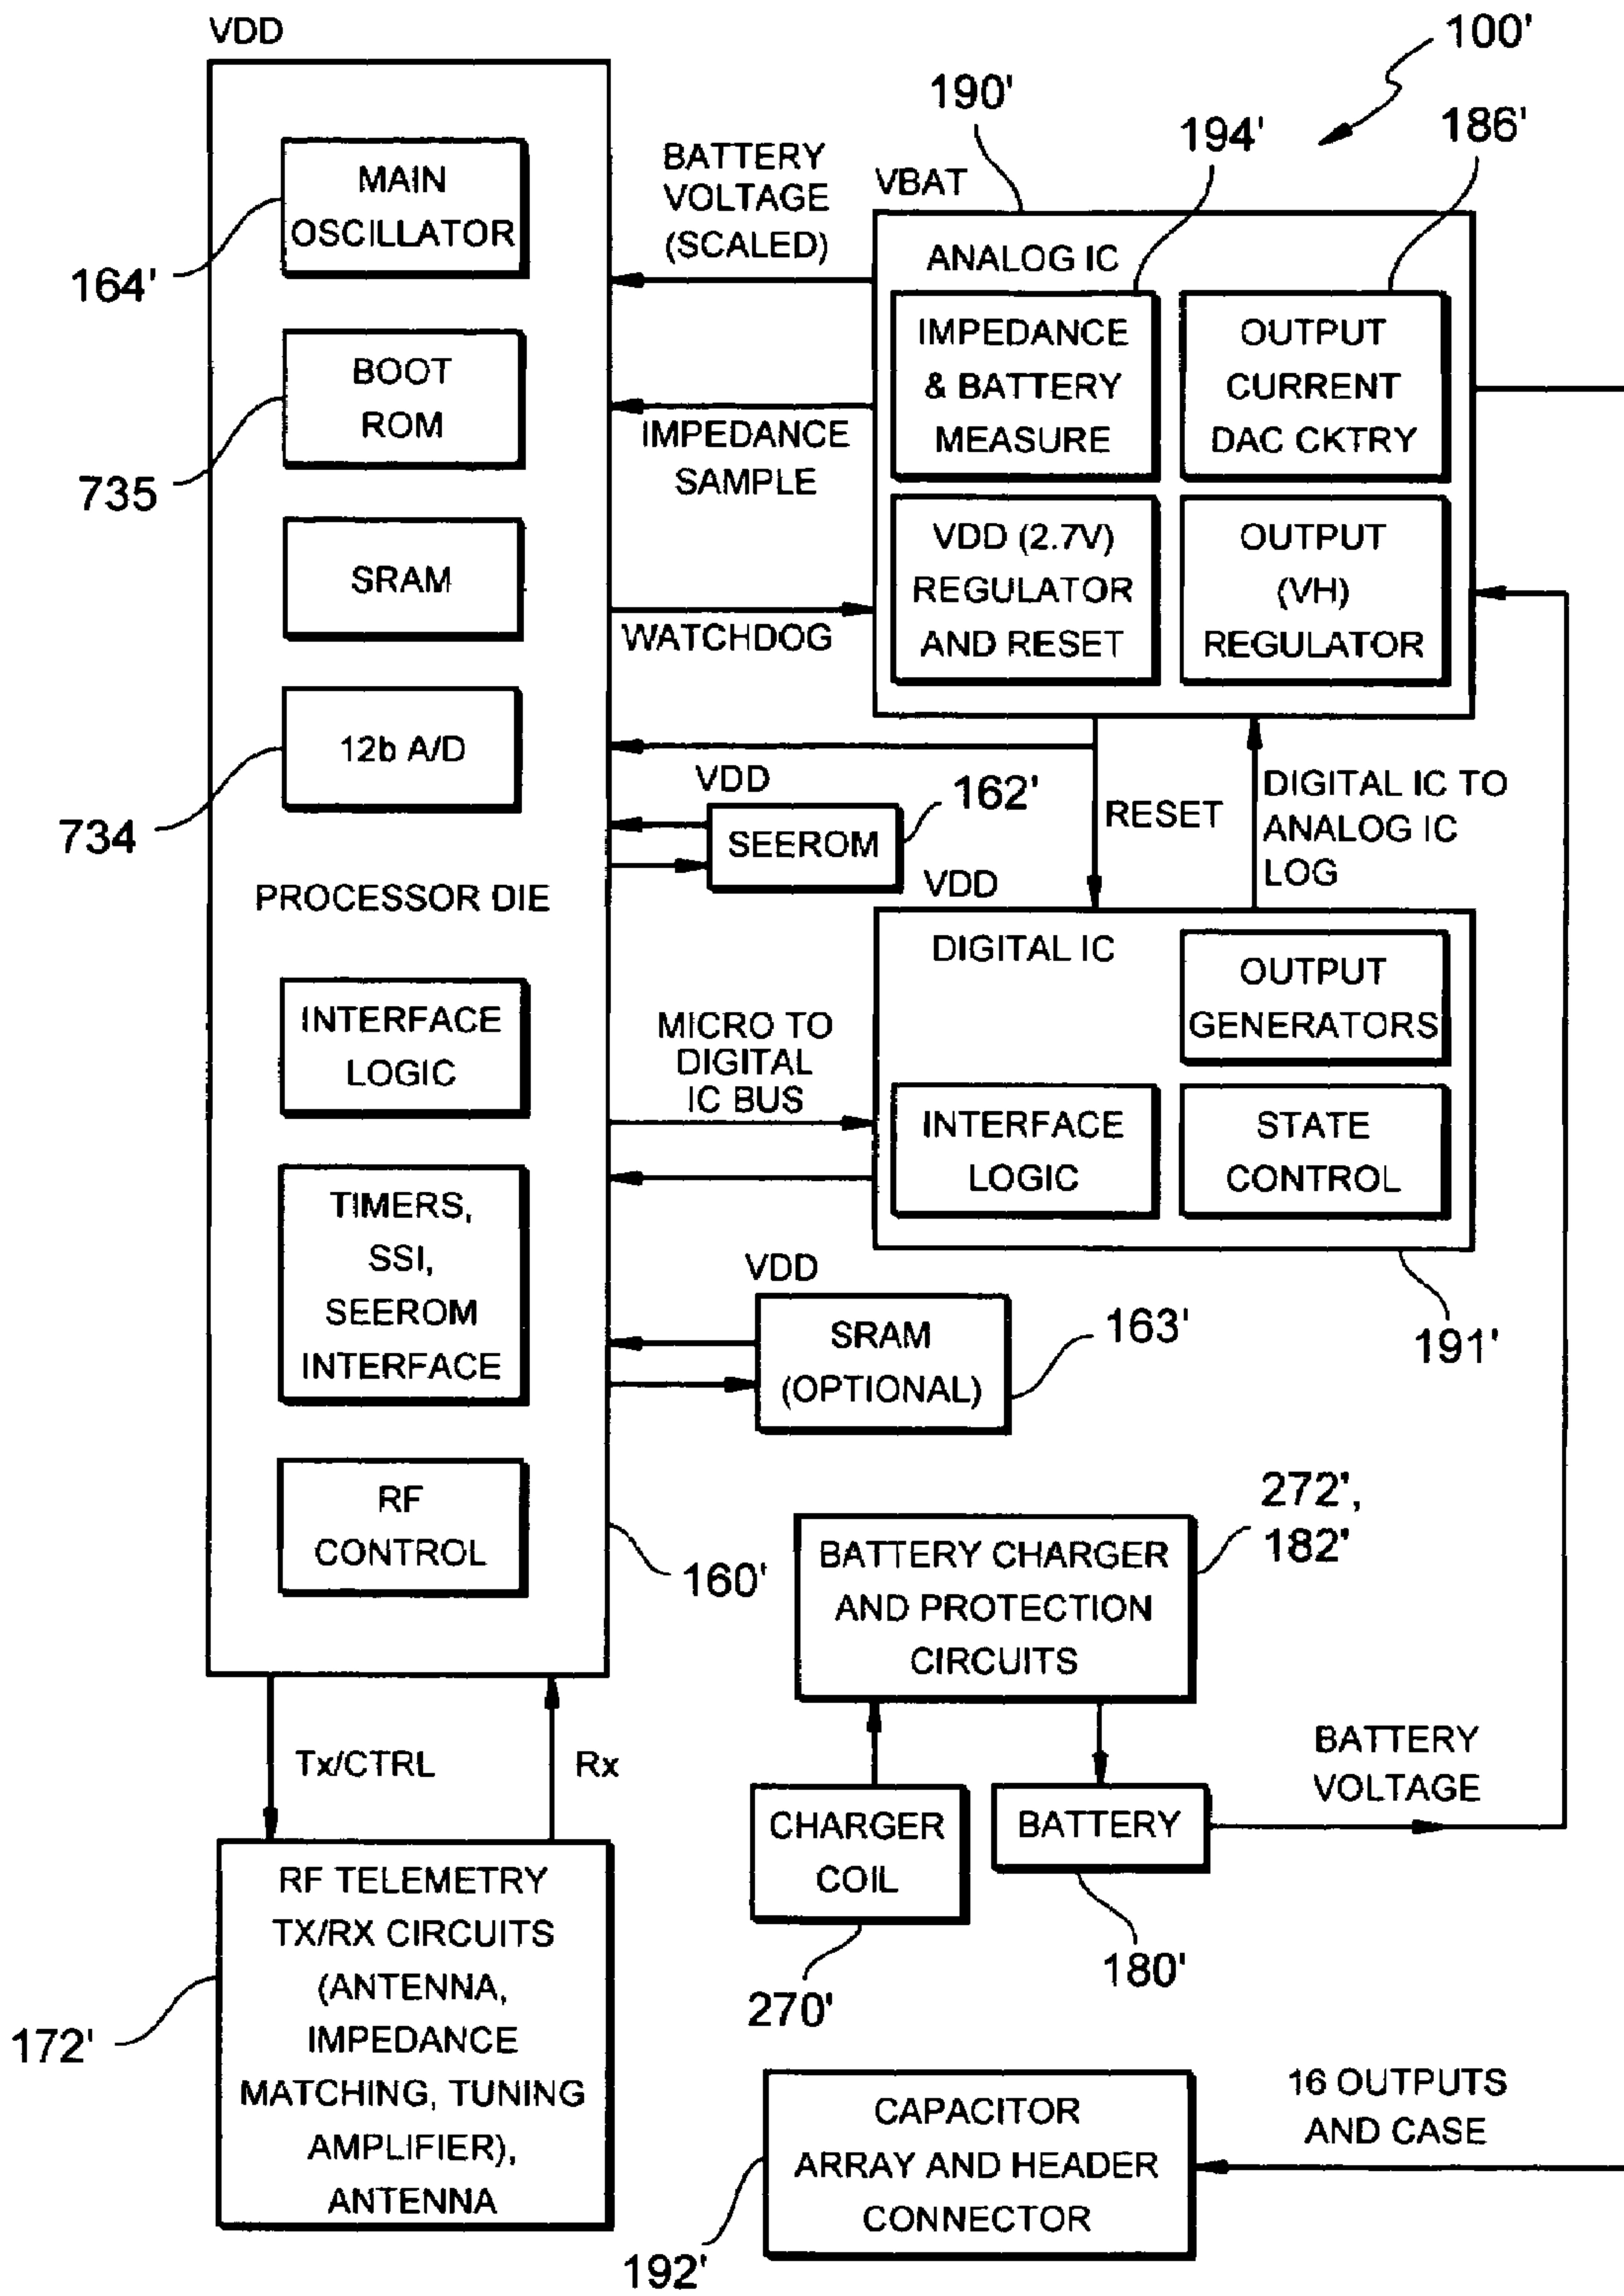 VDD
100'
190'
194'
186'
MAIN
OSCILLATOR
164'
BATTERY
VOLTAGE
(SCALED)
VBAT
ANALOG IC
IMPEDANCE
& BATTERY
MEASURE
OUTPUT
CURRENT
DAC CKTRY
BOOT
ROM
735
IMPEDANCE
SAMPLE
VDD (2.7V)
REGULATOR
AND RESET
OUTPUT
(VH)
REGULATOR
SRAM
WATCHDOG
12b A/D
734
VDD
162'
SEEROM
RESET
DIGITAL IC TO
ANALOG IC
LOG
PROCESSOR DIE
VDD
DIGITAL IC
OUTPUT
GENERATORS
INTERFACE
LOGIC
MICRO TO
DIGITAL
IC BUS
INTERFACE
LOGIC
STATE
CONTROL
191'
TIMERS,
SSI,
SEEROM
INTERFACE
VDD
SRAM
(OPTIONAL)
163'
RF
CONTROL
160'
BATTERY CHARGER
AND PROTECTION
CIRCUITS
272',
182'
Tx/CTRL
Rx
CHARGER
COIL
270'
BATTERY
180'
BATTERY
VOLTAGE
RF TELEMETRY
TX/RX CIRCUITS
(ANTENNA,
IMPEDANCE
MATCHING, TUNING
AMPLIFIER),
ANTENNA
172'
CAPACITOR
ARRAY AND HEADER
CONNECTOR
192'
16 OUTPUTS
AND CASE